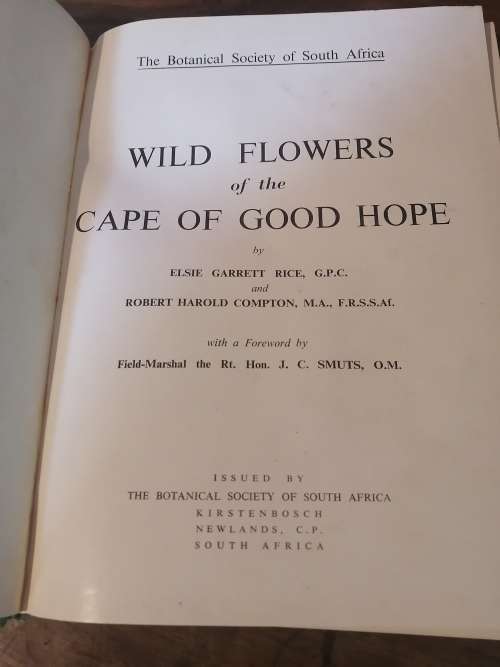 The Botanical Society of South Africa
WILD FLOWERS
of the
CAPE OF GOOD HOPE
by
ELSIE GARRETT RICE, G.P.C.
and
ROBERT HAROLD COMPTON, M.A., F.R.S.S.Af.
with a Foreword by
Field-Marshal the Rt. Hon. J. C. SMUTS, O.M.
ISSUED BY
THE BOTANICAL SOCIETY OF SOUTH AFRICA
KIRSTENBOSCH
NEWLANDS, C.P.
SOUTH AFRICA